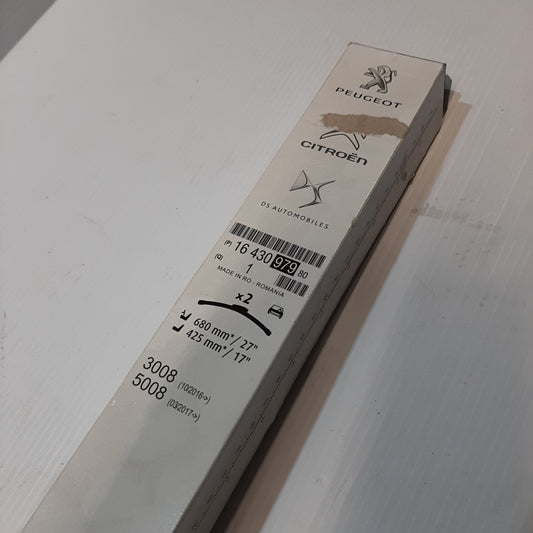 PEUGEOT
CITROËN
DS AUTOMOBILES
(P) 16 430 979 80
(Q) 1
MADE IN RO - ROMANIA
x2
680 mm*/ 27"
425 mm*/ 17"
3008 (10/2016->)
5008 (03/2017->)